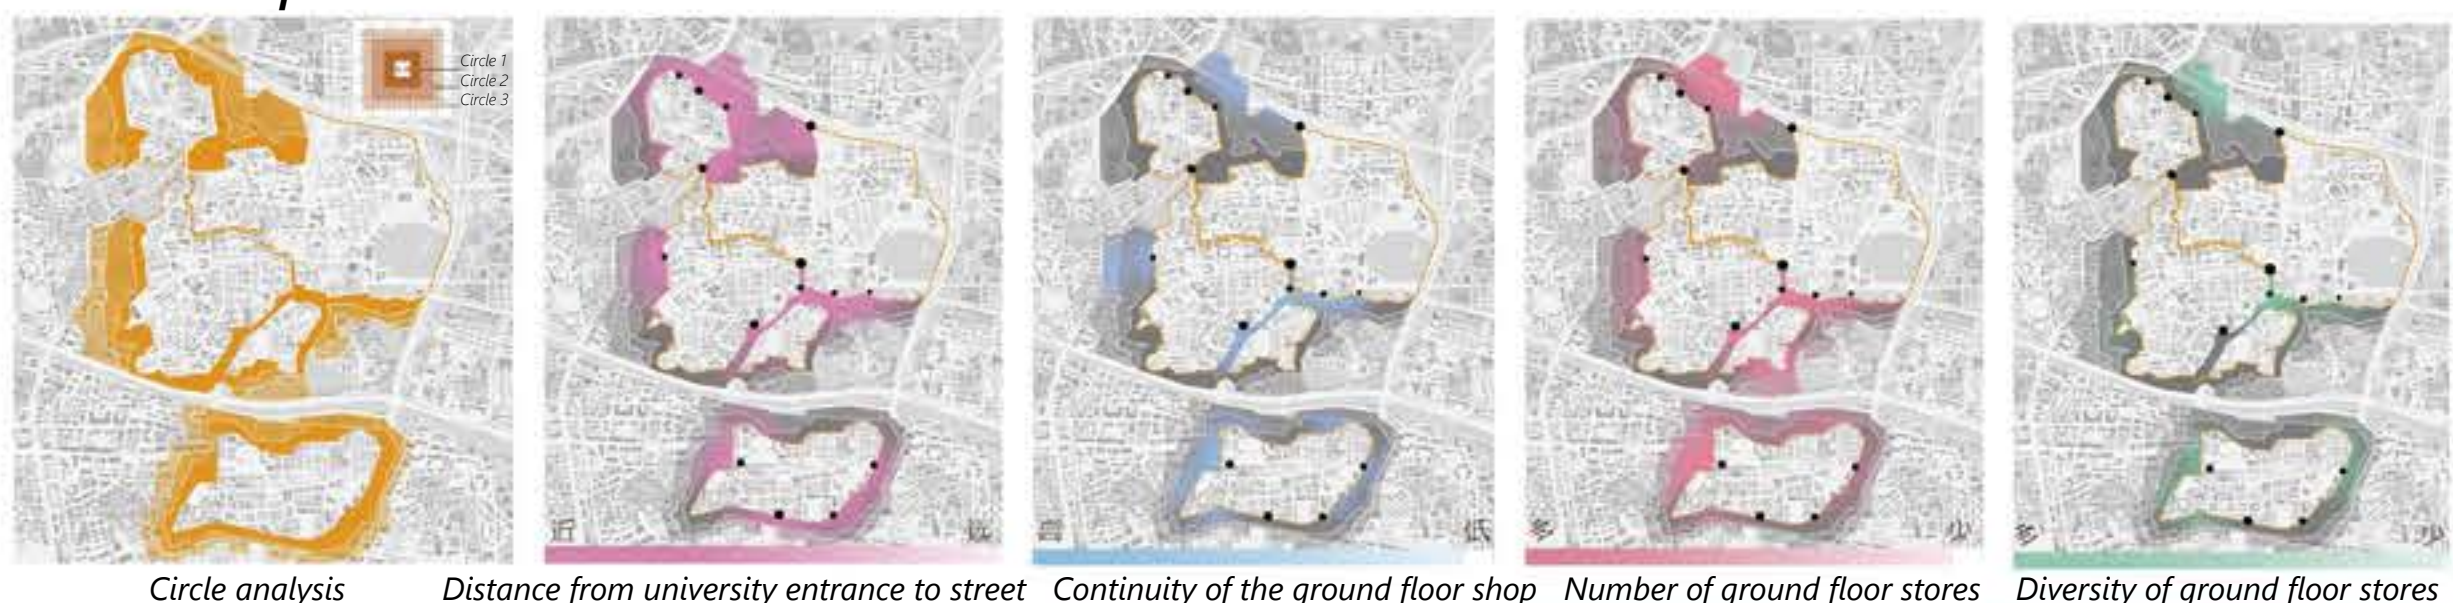 Circle 1
Circle 2
Circle 3
近 远
高 低
多 少
多 少
Circle analysis
Distance from university entrance to street
Continuity of the ground floor shop
Number of ground floor stores
Diversity of ground floor stores